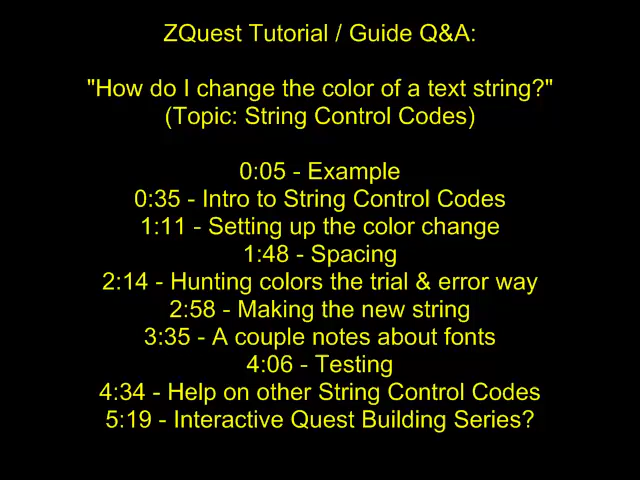 ZQuest Tutorial / Guide Q&A:
"How do I change the color of a text string?"
(Topic: String Control Codes)
0:05 - Example
0:35 - Intro to String Control Codes
1:11 - Setting up the color change
1:48 - Spacing
2:14 - Hunting colors the trial & error way
2:58 - Making the new string
3:35 - A couple notes about fonts
4:06 - Testing
4:34 - Help on other String Control Codes
5:19 - Interactive Quest Building Series?